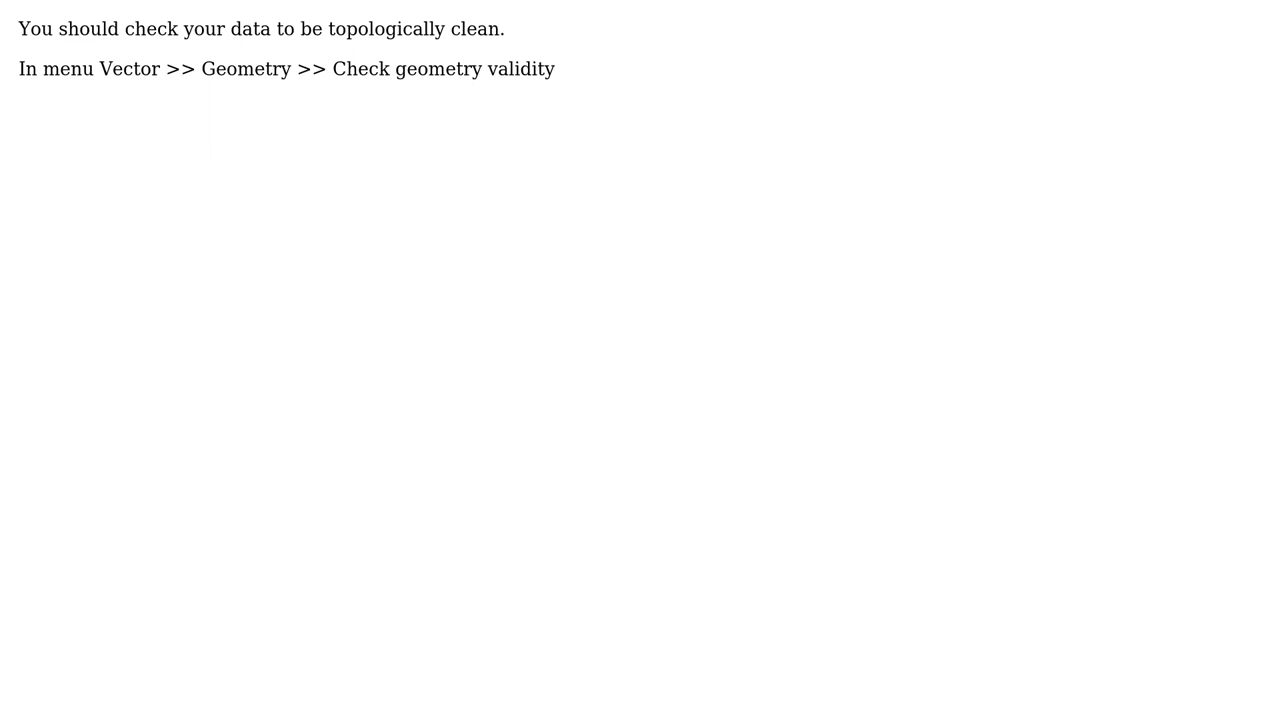 You should check your data to be topologically clean.
In menu Vector >> Geometry >> Check geometry validity